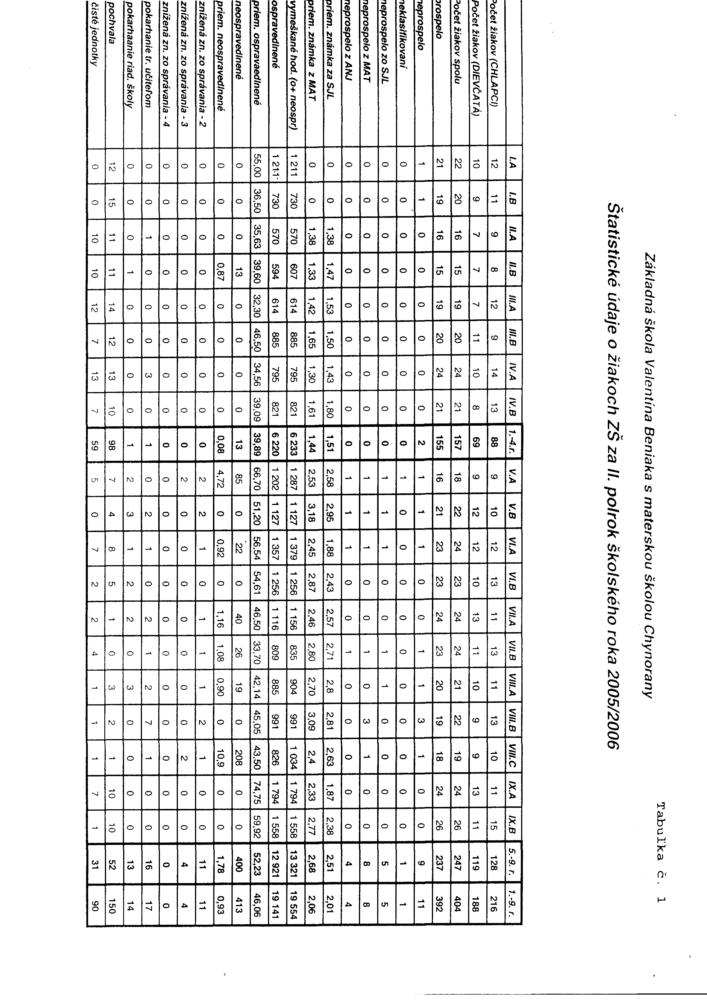 Tabuľka č. 1
Základná škola Valentína Beniaka s materskou školou Chynorany
Štatistické údaje o žiakoch ZŠ za II. polrok školského roka 2005/2006
I.A I.B II.A II.B III.A III.B IV.A IV.B 1.-4.r. V.A V.B VI.A VI.B VII.A VII.B VIII.A VIII.B VIII.C IX.A IX.B 5.-9. r. 1.-9. r.
Počet žiakov (CHLAPCI) 12 11 9 8 12 9 14 13 88 9 10 12 13 11 13 11 13 10 11 15 128 216
Počet žiakov (DIEVČATÁ) 10 9 7 7 7 11 10 8 69 9 12 12 10 13 11 10 9 9 13 11 119 188
Počet žiakov spolu 22 20 16 15 19 20 24 21 157 18 22 24 23 24 24 21 22 19 24 26 247 404
prospelo 21 19 16 15 19 20 24 21 155 16 21 23 23 24 23 20 19 18 24 26 237 392
neprospelo 1 1 0 0 0 0 0 0 2 1 1 1 0 0 1 1 3 1 0 0 9 11
neklasifikovaní 0 0 0 0 0 0 0 0 0 1 0 0 0 0 0 0 0 0 0 0 1 1
neprospelo zo SJL 0 0 0 0 0 0 0 0 0 1 1 1 0 0 1 1 0 0 0 0 5 5
neprospelo z MAT 0 0 0 0 0 0 0 0 0 1 1 1 0 0 1 0 3 1 0 0 8 8
neprospelo z ANJ 0 0 0 0 0 0 0 0 0 1 1 1 0 0 1 0 0 0 0 0 4 4
priem. známka za SJL 0 0 1,38 1,47 1,53 1,50 1,43 1,80 1,51 2,58 2,95 1,88 2,43 2,57 2,71 2,8 2,81 2,63 1,87 2,38 2,51 2,01
priem. známka z MAT 0 0 1,38 1,33 1,42 1,65 1,30 1,61 1,44 2,53 3,18 2,45 2,87 2,46 2,80 2,70 3,09 2,4 2,33 2,77 2,68 2,06
vymeškané hod. (o+ neospr) 1 211 730 570 607 614 885 795 821 6 233 1 287 1 127 1 379 1 256 1 156 835 904 991 1 034 1 794 1 558 13 321 19 554
ospravedlnené 1 211 730 570 594 614 885 795 821 6 220 1 202 1 127 1 357 1 256 1 116 809 885 991 826 1 794 1 558 12 921 19 141
priem. ospravaedlnené 55,00 36,50 35,63 39,60 32,30 46,50 34,56 39,09 39,89 66,70 51,20 56,54 54,61 46,50 33,70 42,14 45,05 43,50 74,75 59,92 52,23 46,06
neospravedlnené 0 0 0 13 0 0 0 0 13 85 0 22 0 40 26 19 0 208 0 0 400 413
priem. neospravedlnené 0 0 0 0,87 0 0 0 0 0,08 4,72 0 0,92 0 1,16 1,08 0,90 0 10,9 0 0 1,78 0,93
znížená zn. zo správania - 2 0 0 0 0 0 0 0 0 0 2 2 1 0 1 1 1 2 1 0 0 11 11
znížená zn. zo správania - 3 0 0 0 0 0 0 0 0 0 2 0 0 0 0 0 0 0 2 0 0 4 4
znížená zn. zo správania - 4 0 0 0 0 0 0 0 0 0 0 0 0 0 0 0 0 0 0 0 0 0 0
pokarhanie tr. učiteľom 0 0 1 0 0 0 3 0 1 0 2 1 0 2 1 2 7 1 0 0 16 17
pokarhaanie riad. školy 0 0 0 1 0 0 0 0 1 2 3 1 2 2 0 3 0 0 0 0 13 14
pochvala 12 15 11 11 14 12 13 10 98 7 4 8 5 1 0 3 2 1 10 10 52 150
čisté jednotky 0 0 10 10 12 7 13 7 59 5 0 7 2 2 4 1 1 1 7 1 31 90